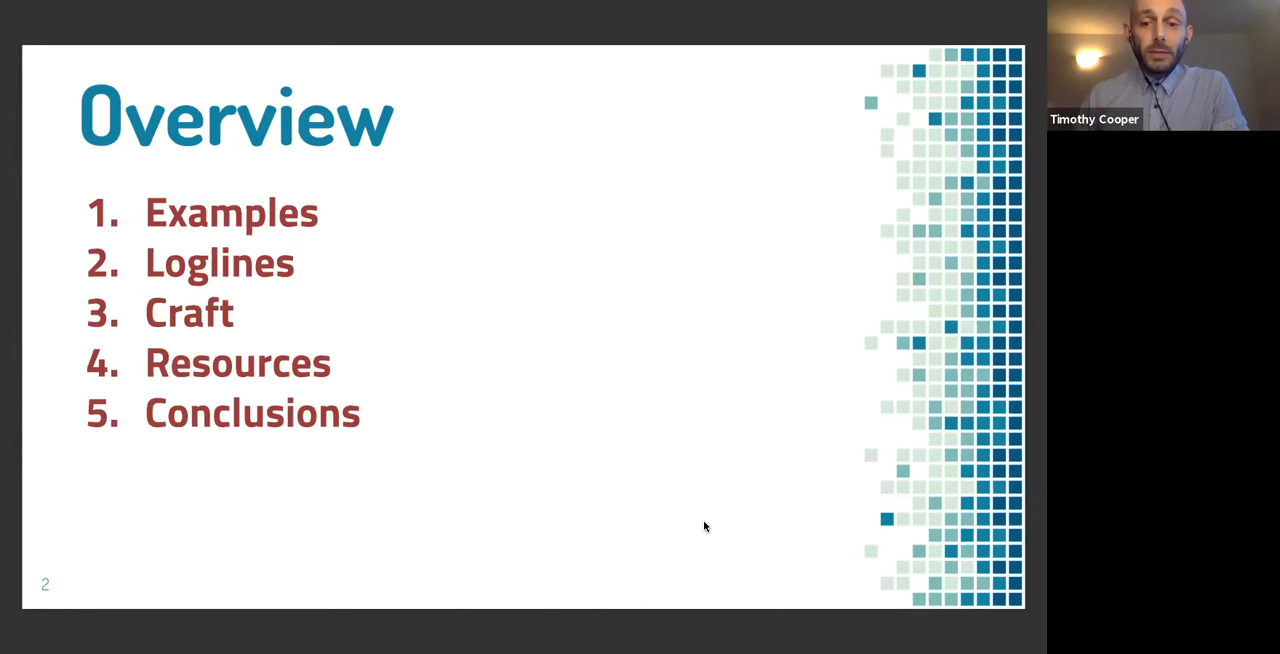 Overview
1. Examples
2. Loglines
3. Craft
4. Resources
5. Conclusions
2
Timothy Cooper